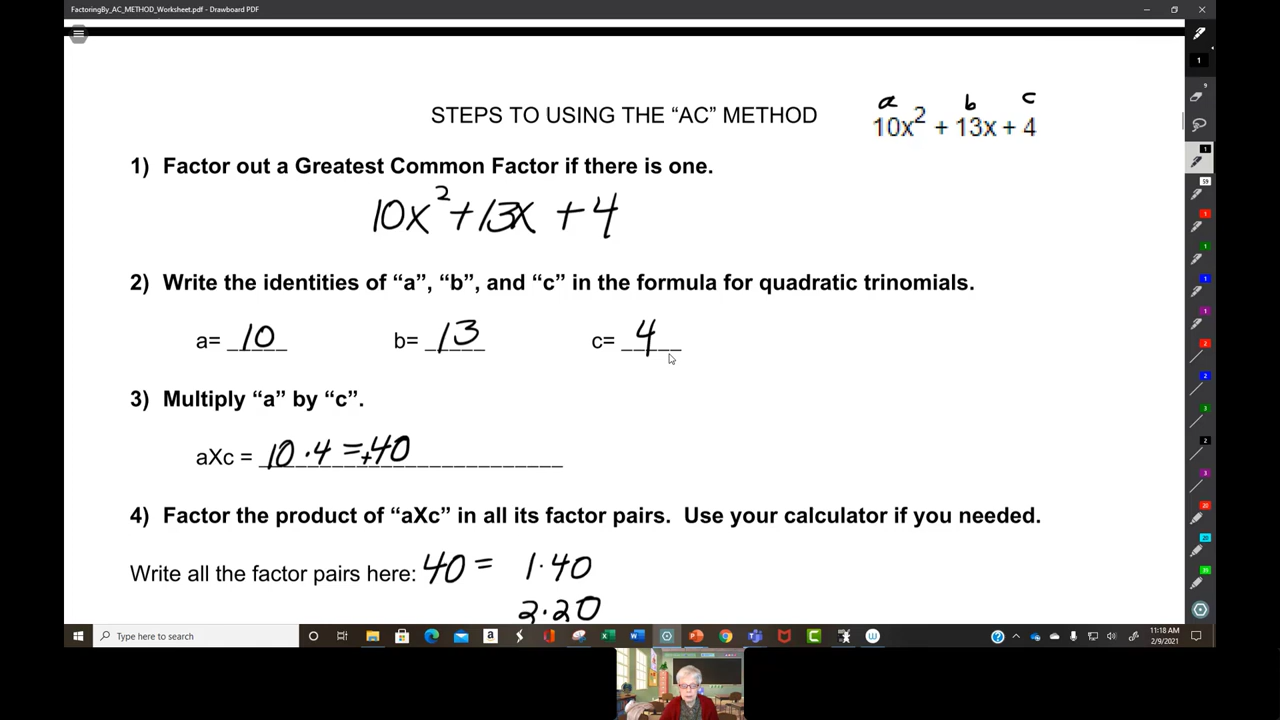 FactoringBy_AC_METHOD_Worksheet.pdf - Drawboard PDF
a b c
STEPS TO USING THE “AC” METHOD 10x² + 13x + 4
1) Factor out a Greatest Common Factor if there is one.
10x² + 13x + 4
2) Write the identities of “a”, “b”, and “c” in the formula for quadratic trinomials.
a= 10 b= 13 c= 4
3) Multiply “a” by “c”.
aXc = 10 · 4 = +40
4) Factor the product of “aXc” in all its factor pairs. Use your calculator if you needed.
Write all the factor pairs here: 40 = 1·40
2·20
Type here to search
11:18 AM
2/9/2021